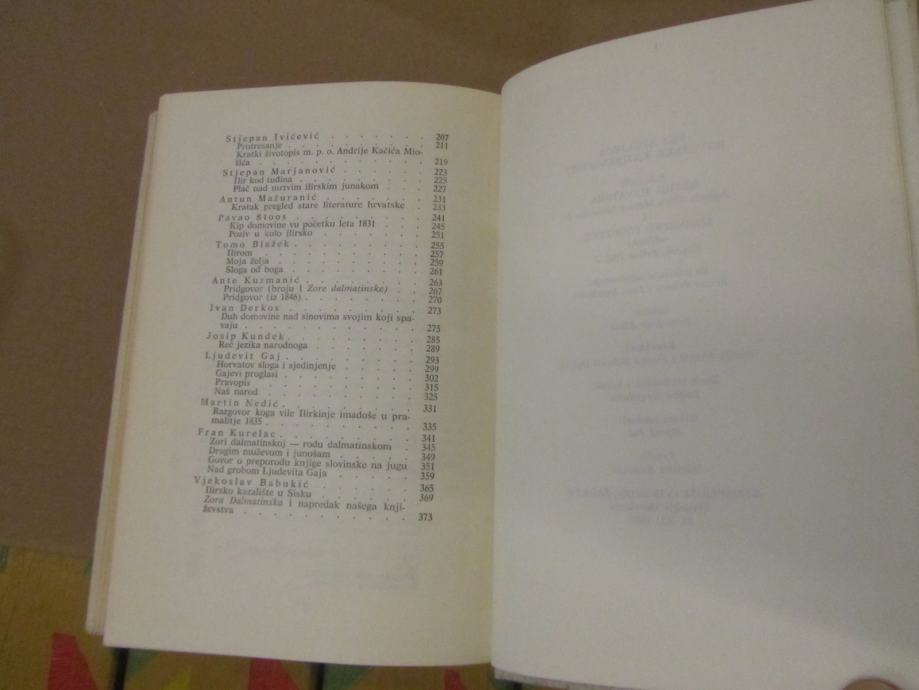 Stjepan Ivičević . . . . . . . 207
Protresanje . . . . . . . . 211
Kratki životopis m. p. o. Andrije Kačića Mio-
šića . . . . . . . . . . 219
Stjepan Marjanović . . . . . . 223
Ilir kod tuđina . . . . . . . 225
Plač nad mrtvim ilirskim junakom . . . . 227
Antun Mažuranić . . . . . . . 231
Kratak pregled stare literature hrvatske . . . 233
Pavao Štoos . . . . . . . . 241
Kip domovine vu početku leta 1831 . . . . 245
Poziv u kolo ilirsko . . . . . . . 251
Tomo Blažek . . . . . . . . 255
Ilirom . . . . . . . . . . 257
Moja želja . . . . . . . . . 259
Sloga od boga . . . . . . . . 261
Ante Kuzmanić . . . . . . . 263
Pridgovor (broju 1 Zore dalmatinske) . . . 267
Pridgovor (iz 1846) . . . . . . . 270
Ivan Derkos . . . . . . . . 273
Duh domovine nad sinovima svojim koji spa-
vaju . . . . . . . . . . 275
Josip Kundek . . . . . . . . 285
Reč jezika narodnoga . . . . . . 289
Ljudevit Gaj . . . . . . . . 293
Horvatov sloga i sjedinjenje . . . . . 299
Gajevi proglasi . . . . . . . . 302
Pravopis . . . . . . . . . 315
Naš narod . . . . . . . . . 325
Martin Nedić . . . . . . . . 331
Razgovor koga vile Ilirkinje imadoše u pra-
malitje 1835 . . . . . . . . . 335
Fran Kurelac . . . . . . . . 341
Zori dalmatinskoj — rodu dalmatinskom . . 345
Dragim muževom i junošam . . . . . 349
Govor o preporodu knjige slovinske na jugu 351
Nad grobom Ljudevita Gaja . . . . . 359
Vjekoslav Babukić . . . . . . 365
Ilirsko kazalište u Sisku . . . . . . 369
Zora Dalmatinska i napredak našega knji-
ževstva . . . . . . . . . 373